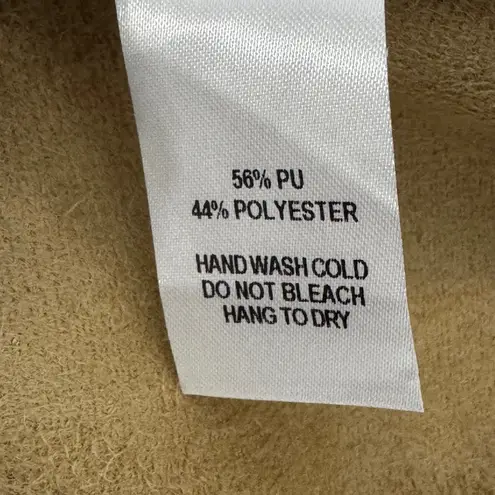 56% PU
44% POLYESTER
HAND WASH COLD
DO NOT BLEACH
HANG TO DRY